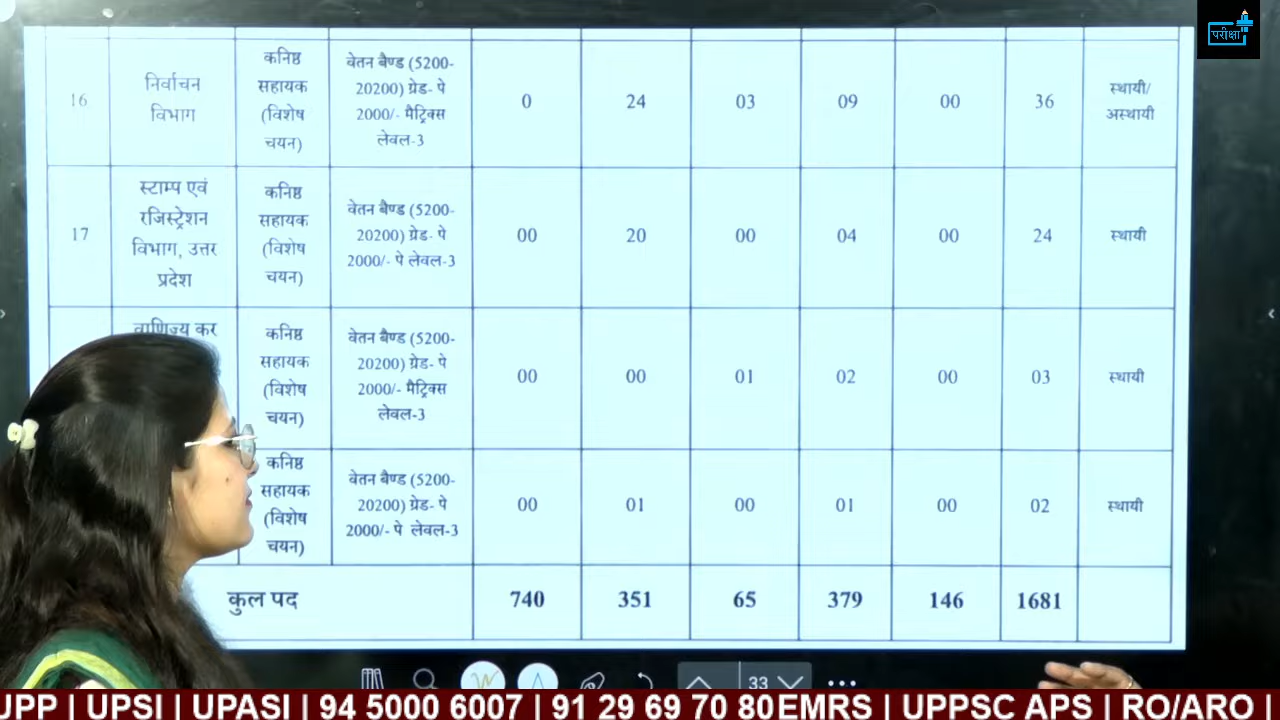 परीक्षा
16 निर्वाचन विभाग कनिष्ठ सहायक (विशेष चयन) वेतन बैण्ड (5200-20200) ग्रेड- पे 2000/- मैट्रिक्स लेवल-3 0 24 03 09 00 36 स्थायी/ अस्थायी
17 स्टाम्प एवं रजिस्ट्रेशन विभाग, उत्तर प्रदेश कनिष्ठ सहायक (विशेष चयन) वेतन बैण्ड (5200-20200) ग्रेड- पे 2000/- पे लेवल-3 00 20 00 04 00 24 स्थायी
वाणिज्य कर कनिष्ठ सहायक (विशेष चयन) वेतन बैण्ड (5200-20200) ग्रेड- पे 2000/- मैट्रिक्स लेवल-3 00 00 01 02 00 03 स्थायी
कनिष्ठ सहायक (विशेष चयन) वेतन बैण्ड (5200-20200) ग्रेड- पे 2000/- पे लेवल-3 00 01 00 01 00 02 स्थायी
कुल पद 740 351 65 379 146 1681
33
UPP | UPSI | UPASI | 94 5000 6007 | 91 29 69 70 80 EMRS | UPPSC APS | RO/ARO |